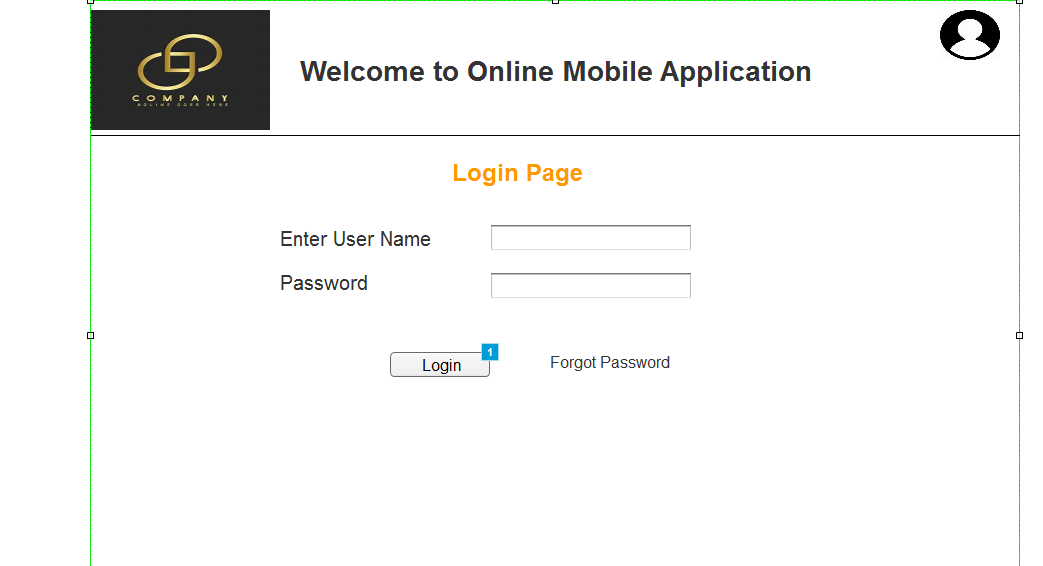 COMPANY
Welcome to Online Mobile Application
Login Page
Enter User Name
Password
1
Login
Forgot Password